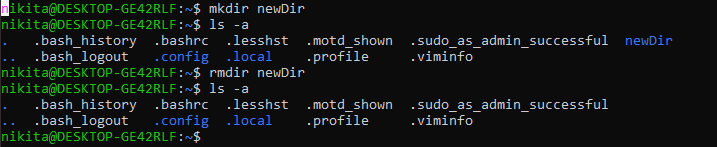 nikita@DESKTOP-GE42RLF:~$ mkdir newDir
nikita@DESKTOP-GE42RLF:~$ ls -a
.   .bash_history  .bashrc  .lesshst  .motd_shown  .sudo_as_admin_successful  newDir
..  .bash_logout   .config  .local    .profile     .viminfo
nikita@DESKTOP-GE42RLF:~$ rmdir newDir
nikita@DESKTOP-GE42RLF:~$ ls -a
.   .bash_history  .bashrc  .lesshst  .motd_shown  .sudo_as_admin_successful
..  .bash_logout   .config  .local    .profile     .viminfo
nikita@DESKTOP-GE42RLF:~$